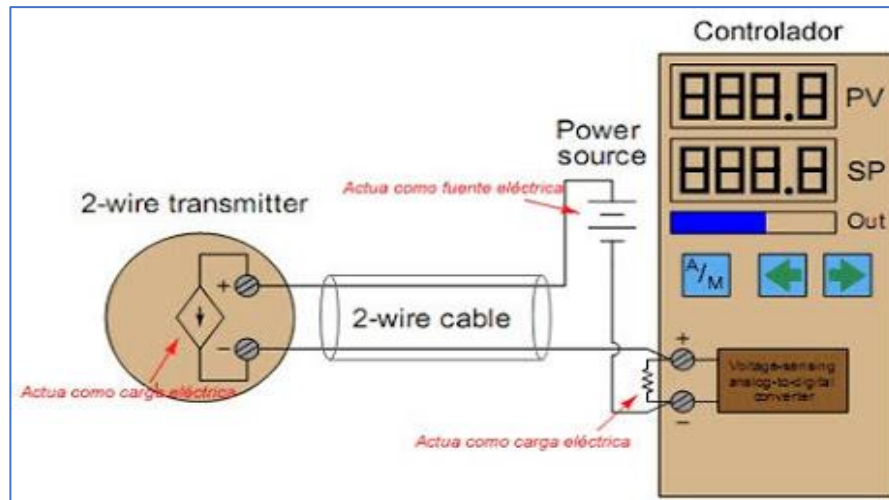 Controlador
888.8 PV
Power
source
888.8 SP
Actua como fuente eléctrica
2-wire transmitter
Out
A/M
+
2-wire cable
-
+
Voltage-sensing
analog-to-digital
converter
Actua como carga eléctrica
-
Actua como carga eléctrica